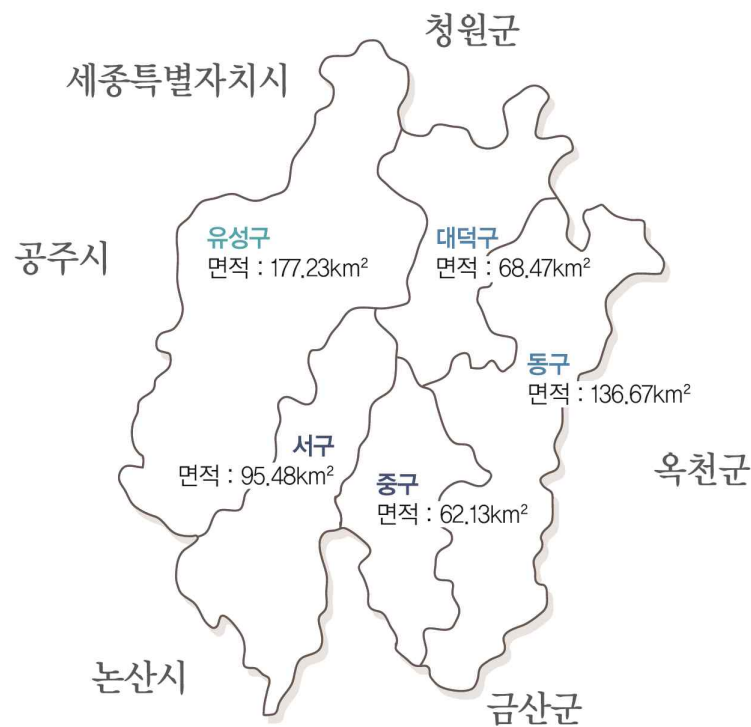 청원군
세종특별자치시
공주시
유성구
면적 : 177.23km²
대덕구
면적 : 68.47km²
동구
면적 : 136.67km²
서구
면적 : 95.48km²
중구
면적 : 62.13km²
옥천군
논산시
금산군